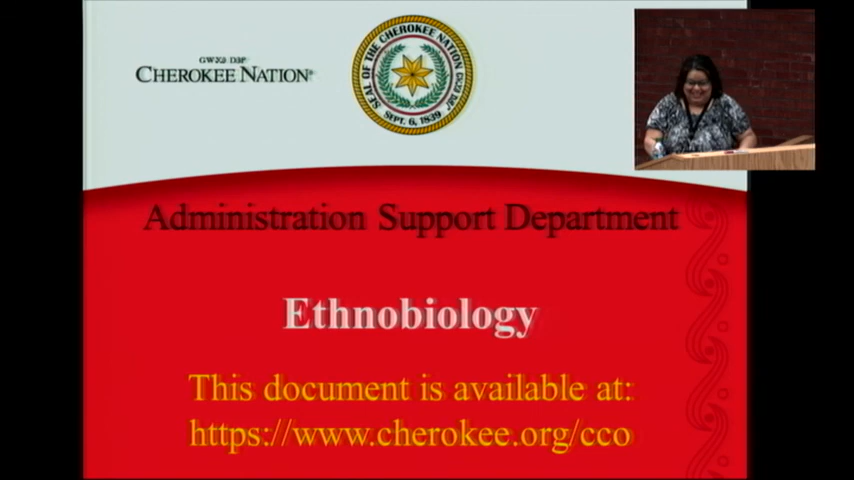 CHEROKEE NATION®
SEAL OF THE CHEROKEE NATION
SEPT. 6, 1839
Administration Support Department
Ethnobiology
This document is available at:
https://www.cherokee.org/cco